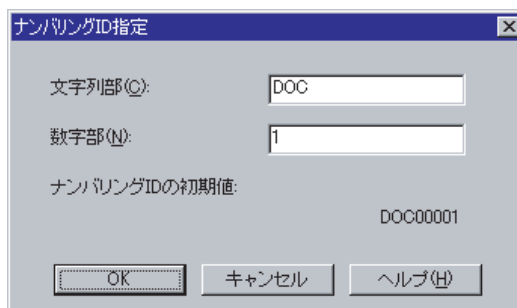 ナンバリングID指定
文字列部(C): DOC
数字部(N): 1
ナンバリングIDの初期値:
DOC00001
OK キャンセル ヘルプ(H)